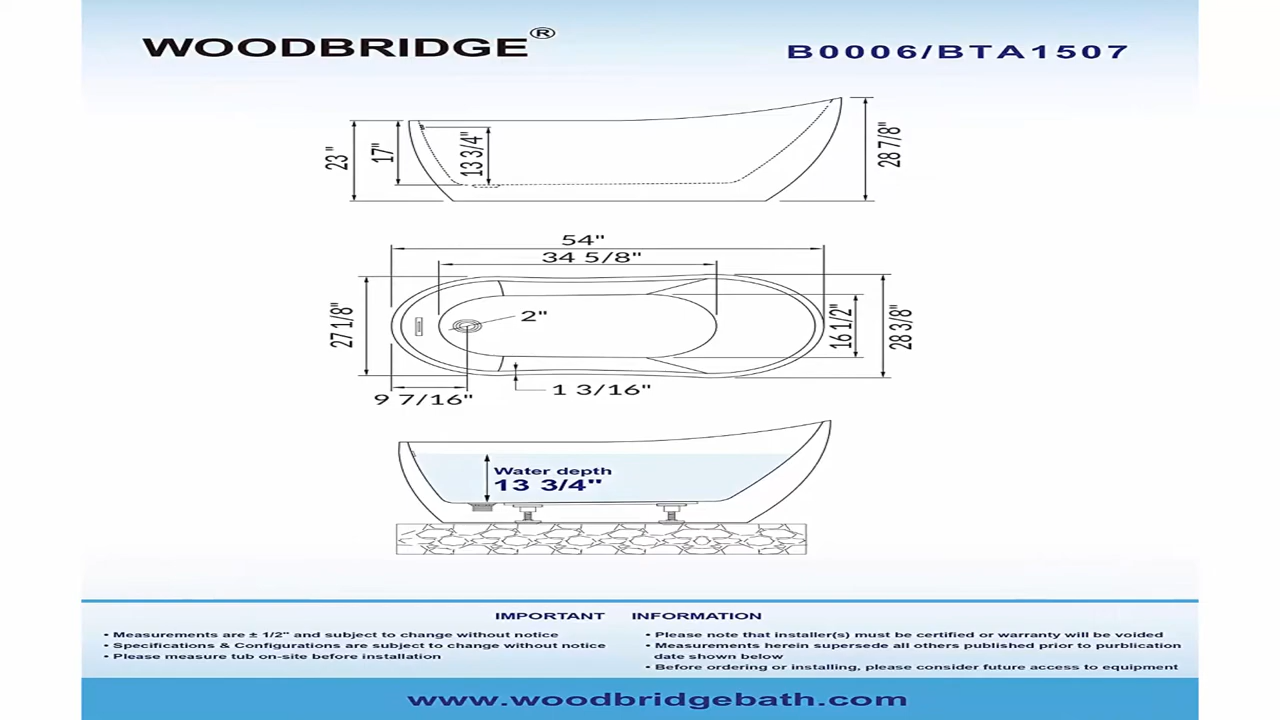 WOODBRIDGE®
B0006/BTA1507
23 "
17"
13 3/4"
28 7/8"
54"
34 5/8"
27 1/8"
2"
16 1/2"
28 3/8"
9 7/16"
1 3/16"
Water depth
13 3/4"
IMPORTANT INFORMATION
• Measurements are ± 1/2" and subject to change without notice
• Specifications & Configurations are subject to change without notice
• Please measure tub on-site before installation
• Please note that installer(s) must be certified or warranty will be voided
• Measurements herein supersede all others published prior to purblication
date shown below
• Before ordering or installing, please consider future access to equipment
www.woodbridgebath.com